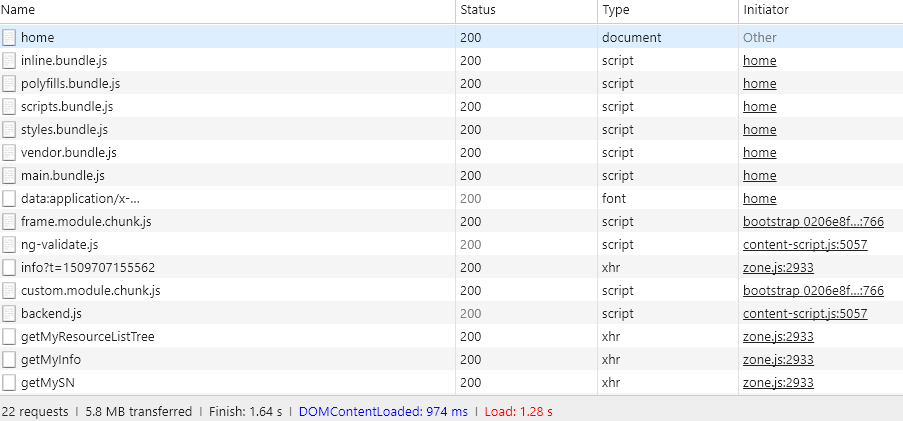 Name Status Type Initiator
home 200 document Other
inline.bundle.js 200 script home
polyfills.bundle.js 200 script home
scripts.bundle.js 200 script home
styles.bundle.js 200 script home
vendor.bundle.js 200 script home
main.bundle.js 200 script home
data:application/x-… 200 font home
frame.module.chunk.js 200 script bootstrap 0206e8f…:766
ng-validate.js 200 script content-script.js:5057
info?t=1509707155562 200 xhr zone.js:2933
custom.module.chunk.js 200 script bootstrap 0206e8f…:766
backend.js 200 script content-script.js:5057
getMyResourceListTree 200 xhr zone.js:2933
getMyInfo 200 xhr zone.js:2933
getMySN 200 xhr zone.js:2933
22 requests | 5.8 MB transferred | Finish: 1.64 s | DOMContentLoaded: 974 ms | Load: 1.28 s